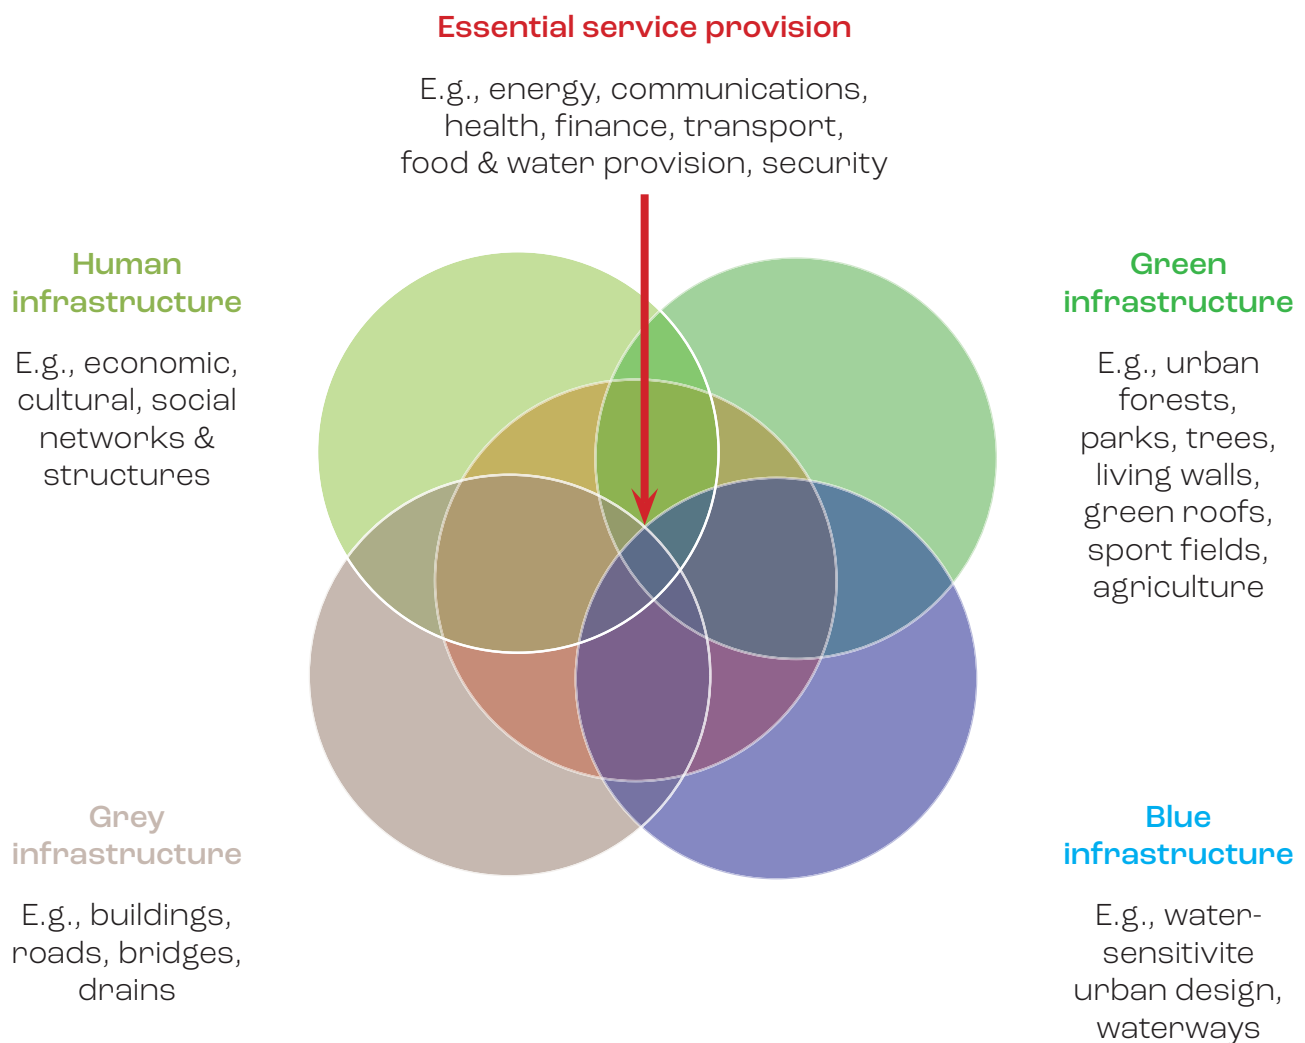 Essential service provision
E.g., energy, communications,
health, finance, transport,
food & water provision, security
Human
infrastructure
E.g., economic,
cultural, social
networks &
structures
Green
infrastructure
E.g., urban
forests,
parks, trees,
living walls,
green roofs,
sport fields,
agriculture
Grey
infrastructure
E.g., buildings,
roads, bridges,
drains
Blue
infrastructure
E.g., water-
sensitivite
urban design,
waterways